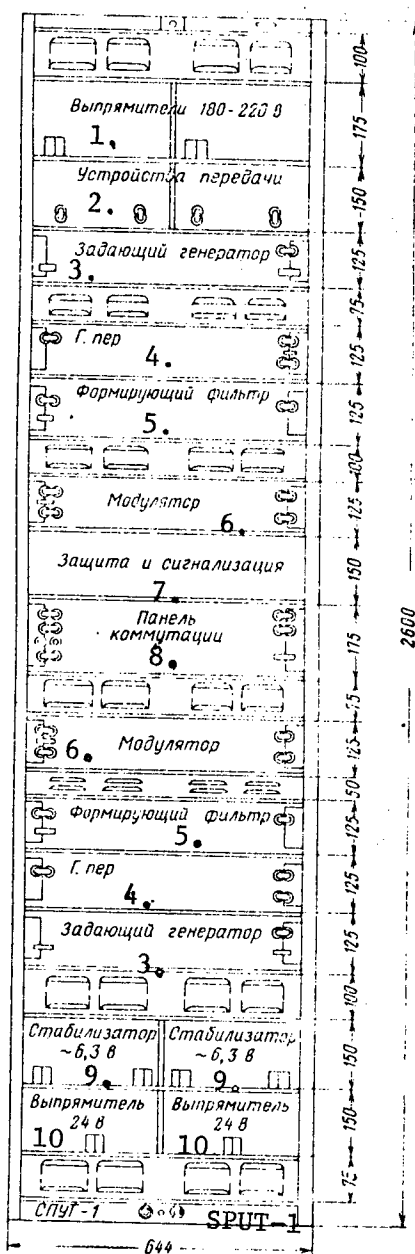 100
Выпрямители 180-220 В
1.
175
Устройства передачи
2.
150
Задающий генератор
3.
125
75
Г. пер
4.
125
Формирующий фильтр
5.
125
100
Модулятор
6.
125
Защита и сигнализация
7.
150
Панель
коммутации
8.
175
2600
75
6. Модулятор
125
50
Формирующий фильтр
5.
125
Г. пер
4.
125
Задающий генератор
3.
125
100
Стабилизатор Стабилизатор
~6,3 В ~6,3 В
9. 9.
150
Выпрямитель Выпрямитель
24 В 24 В
10 10
150
75
СПУТ-1 SPUT-1
644